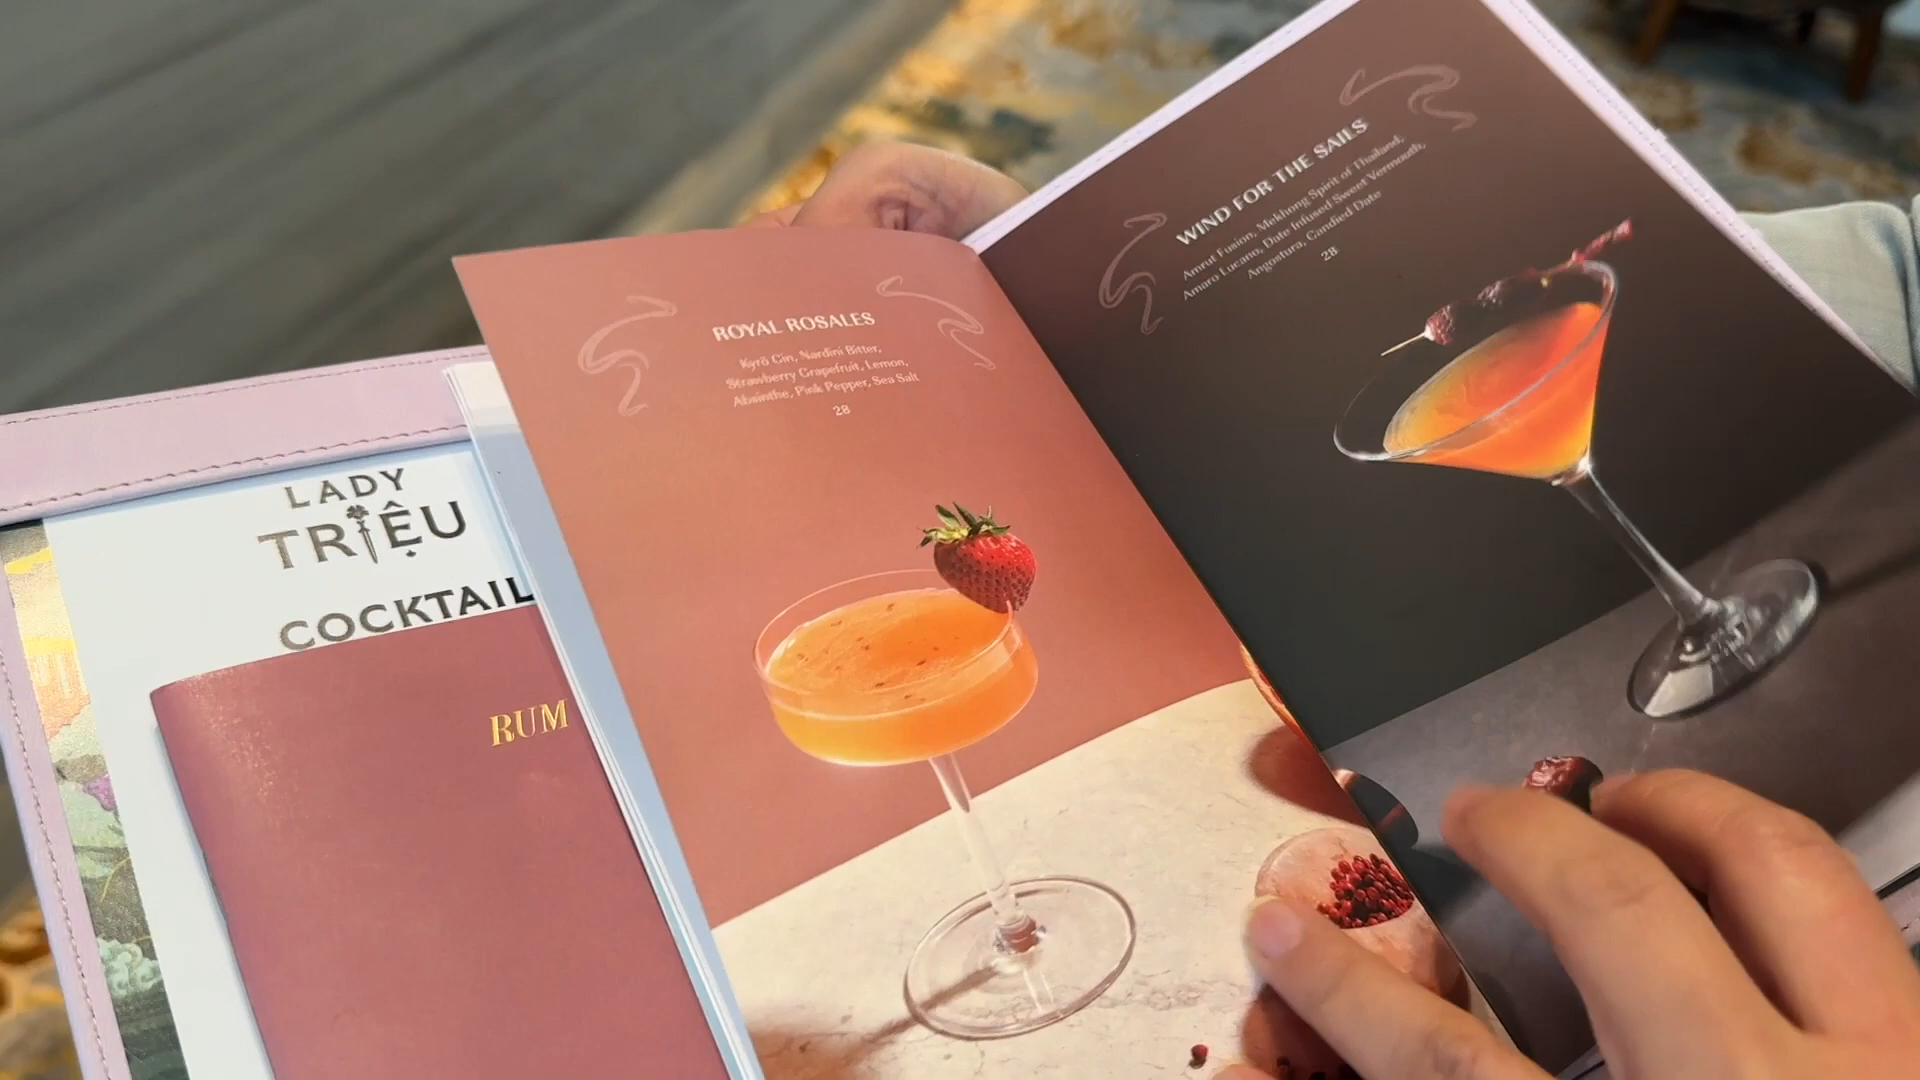 LADY
TRIỆU
COCKTAIL
RUM
ROYAL ROSALES
Kyrö Gin, Nardini Bitter,
Strawberry Grapefruit, Lemon,
Absinthe, Pink Pepper, Sea Salt
28
WIND FOR THE SAILS
Amrut Fusion, Mekhong Spirit of Thailand,
Amaro Lucano, Date Infused Sweet Vermouth,
Angostura, Candied Date
28